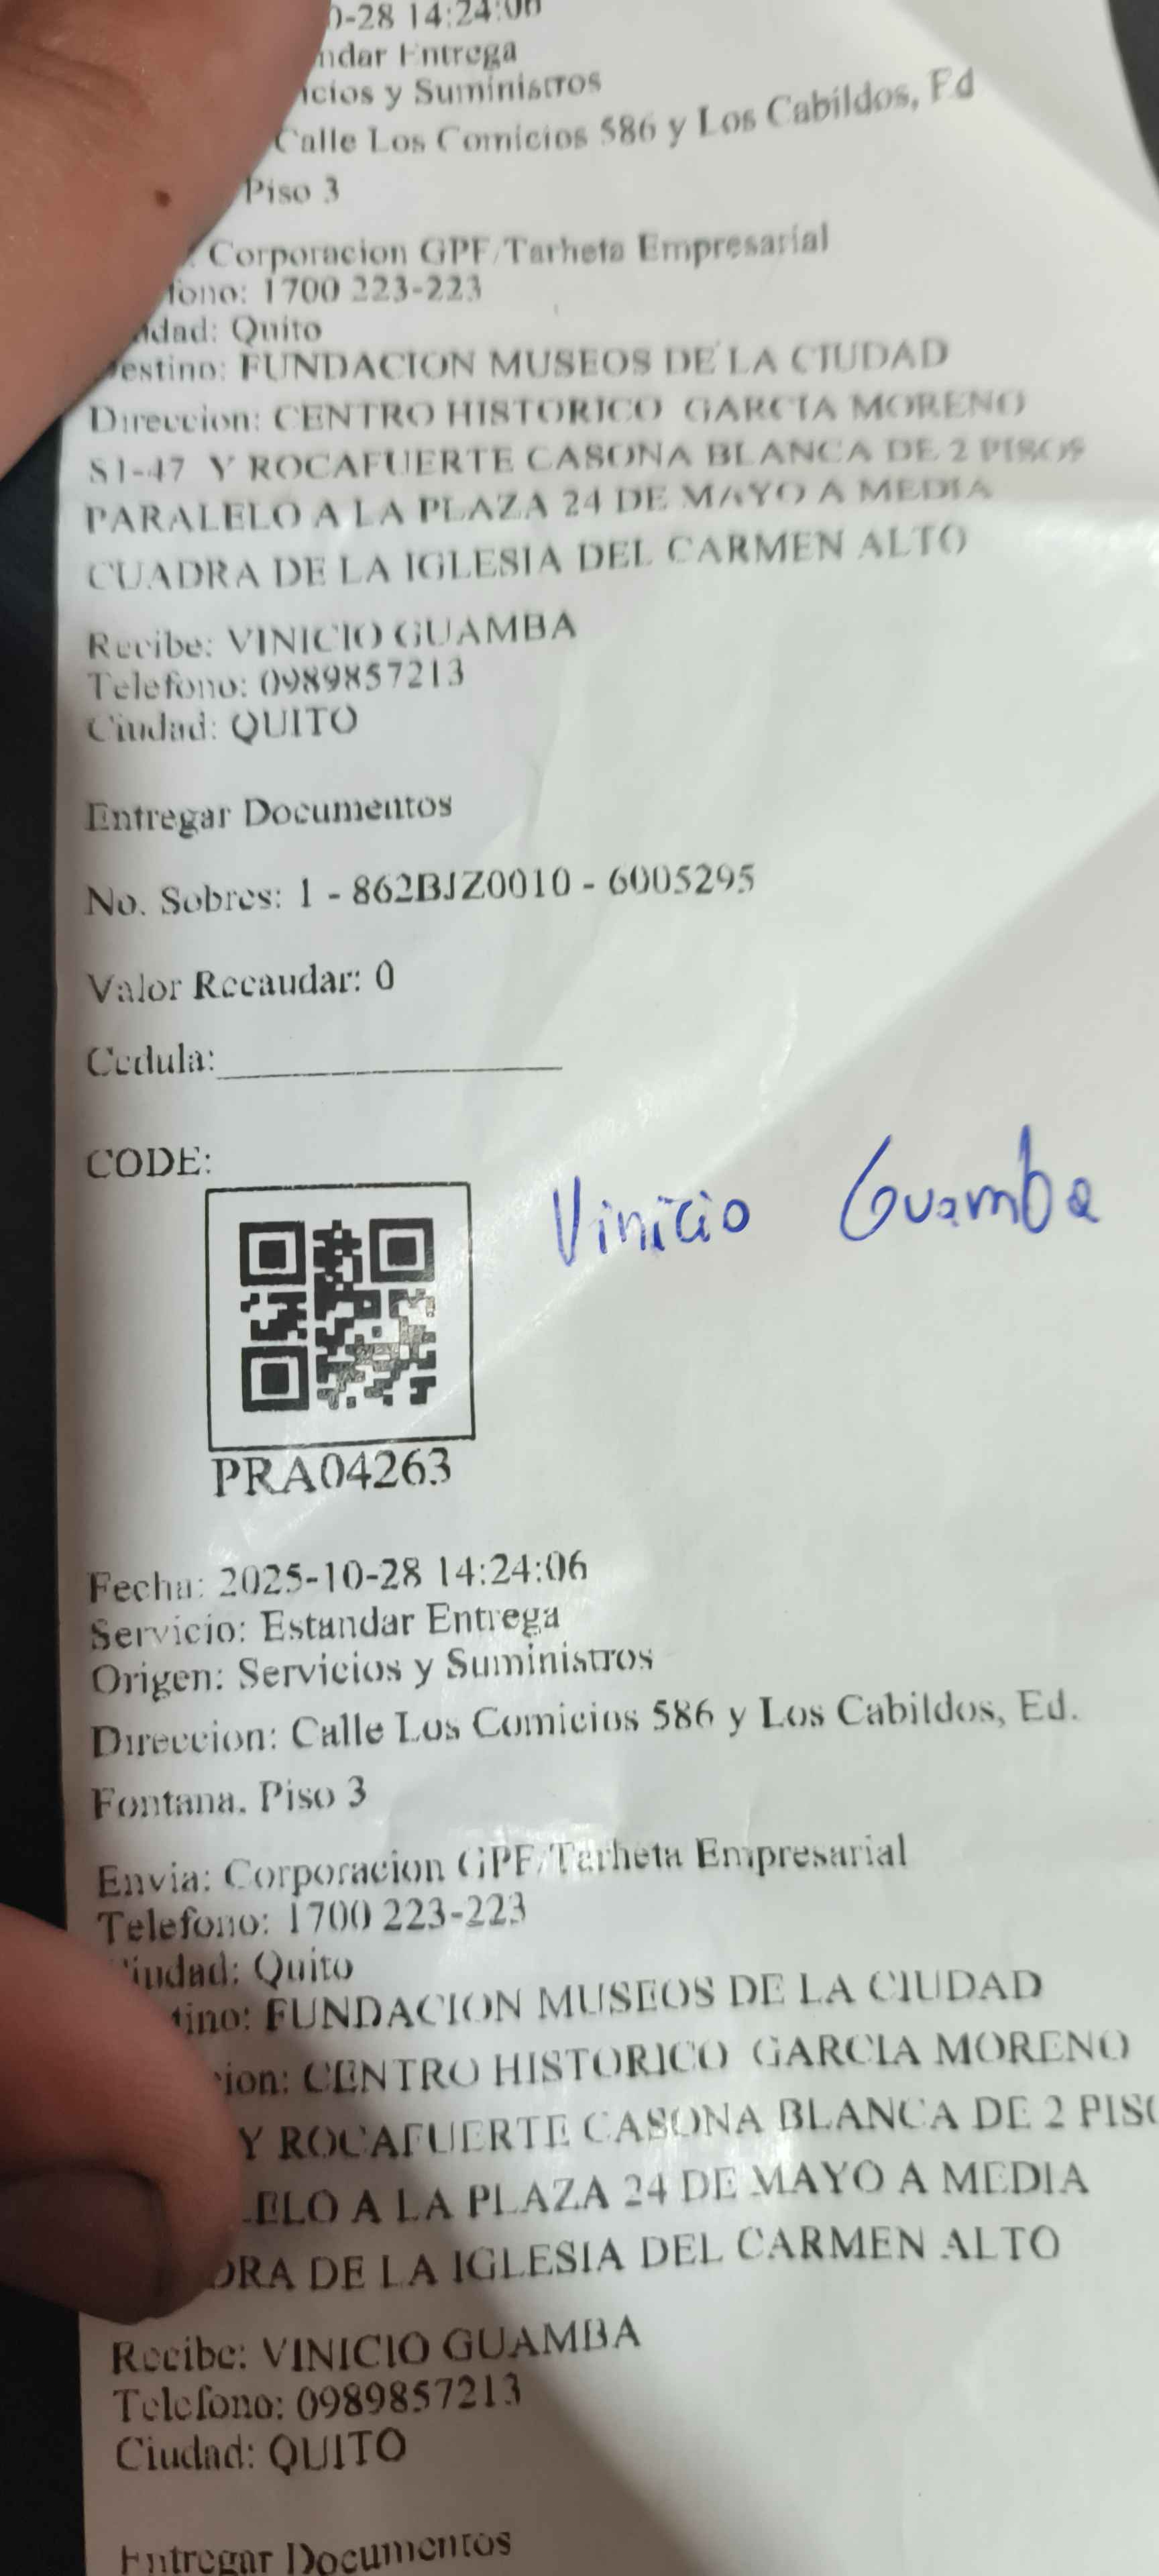 0-28 14:24:06
ndar Entrega
icios y Suministros
Calle Los Comicios 586 y Los Cabildos, Ed
Piso 3
: Corporacion GPF/Tarheta Empresarial
fono: 1700 223-223
idad: Quito
estino: FUNDACION MUSEOS DE LA CIUDAD
Direccion: CENTRO HISTORICO GARCIA MORENO
S1-47 Y ROCAFUERTE CASONA BLANCA DE 2 PISOS
PARALELO A LA PLAZA 24 DE MAYO A MEDIA
CUADRA DE LA IGLESIA DEL CARMEN ALTO
Recibe: VINICIO GUAMBA
Telefono: 0989857213
Ciudad: QUITO
Entregar Documentos
No. Sobres: 1 - 862BJZ0010 - 6005295
Valor Recaudar: 0
Cedula:
CODE:
Vinicio Guamba
PRA04263
Fecha: 2025-10-28 14:24:06
Servicio: Estandar Entrega
Origen: Servicios y Suministros
Direccion: Calle Los Comicios 586 y Los Cabildos, Ed.
Fontana. Piso 3
Envia: Corporacion GPF/Tarheta Empresarial
Telefono: 1700 223-223
iudad: Quito
tino: FUNDACION MUSEOS DE LA CIUDAD
cion: CENTRO HISTORICO GARCIA MORENO
Y ROCAFUERTE CASONA BLANCA DE 2 PISO
LELO A LA PLAZA 24 DE MAYO A MEDIA
DRA DE LA IGLESIA DEL CARMEN ALTO
Recibe: VINICIO GUAMBA
Telefono: 0989857213
Ciudad: QUITO
Entregar Documentos